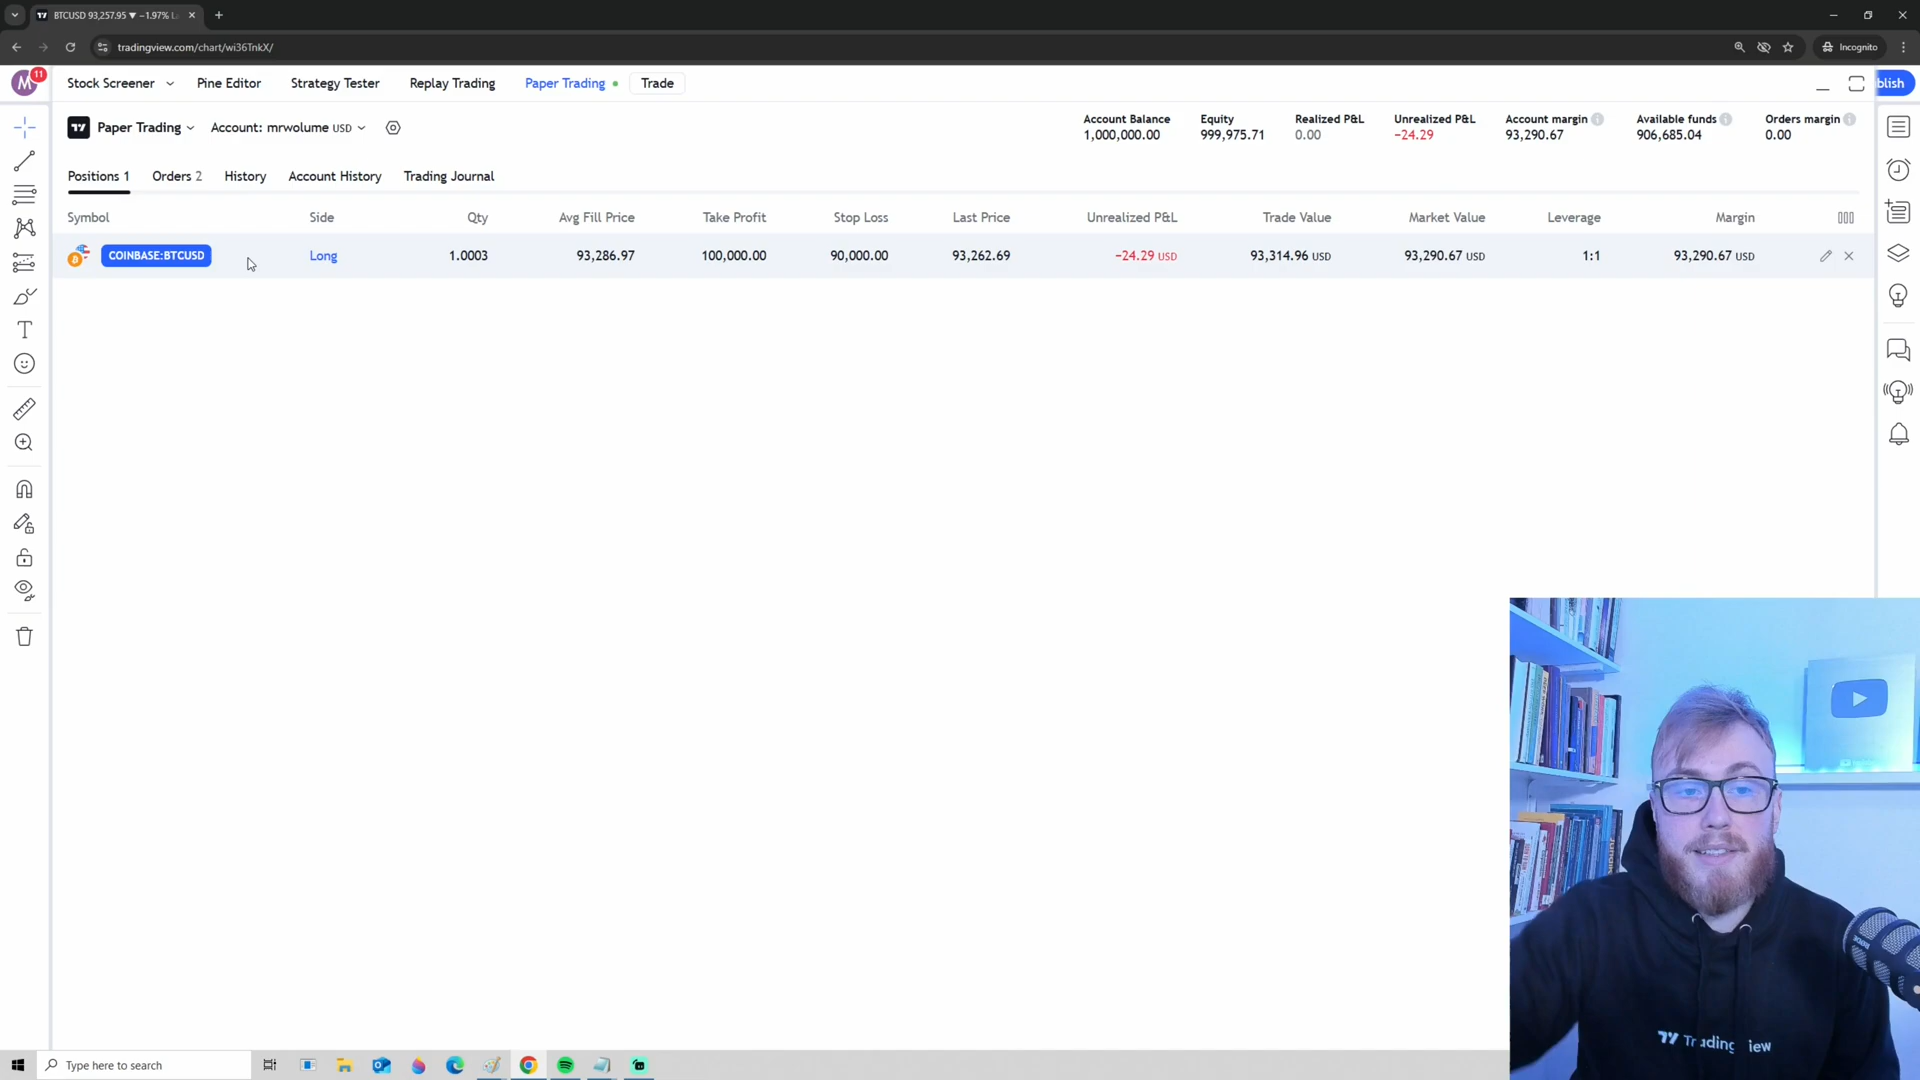 BTCUSD 93,257.95 ▼ −1.97%
tradingview.com/chart/wi36TnkX/
Incognito
M
11
Stock Screener
Pine Editor
Strategy Tester
Replay Trading
Paper Trading
Trade
blish
Paper Trading
Account: mrwolume USD
Account Balance
1,000,000.00
Equity
999,975.71
Realized P&L
0.00
Unrealized P&L
−24.29
Account margin
93,290.67
Available funds
906,685.04
Orders margin
0.00
Positions 1
Orders 2
History
Account History
Trading Journal
Symbol Side Qty Avg Fill Price Take Profit Stop Loss Last Price Unrealized P&L Trade Value Market Value Leverage Margin
COINBASE:BTCUSD Long 1.0003 93,286.97 100,000.00 90,000.00 93,262.69 −24.29 USD 93,314.96 USD 93,290.67 USD 1:1 93,290.67 USD
TradingView
Type here to search